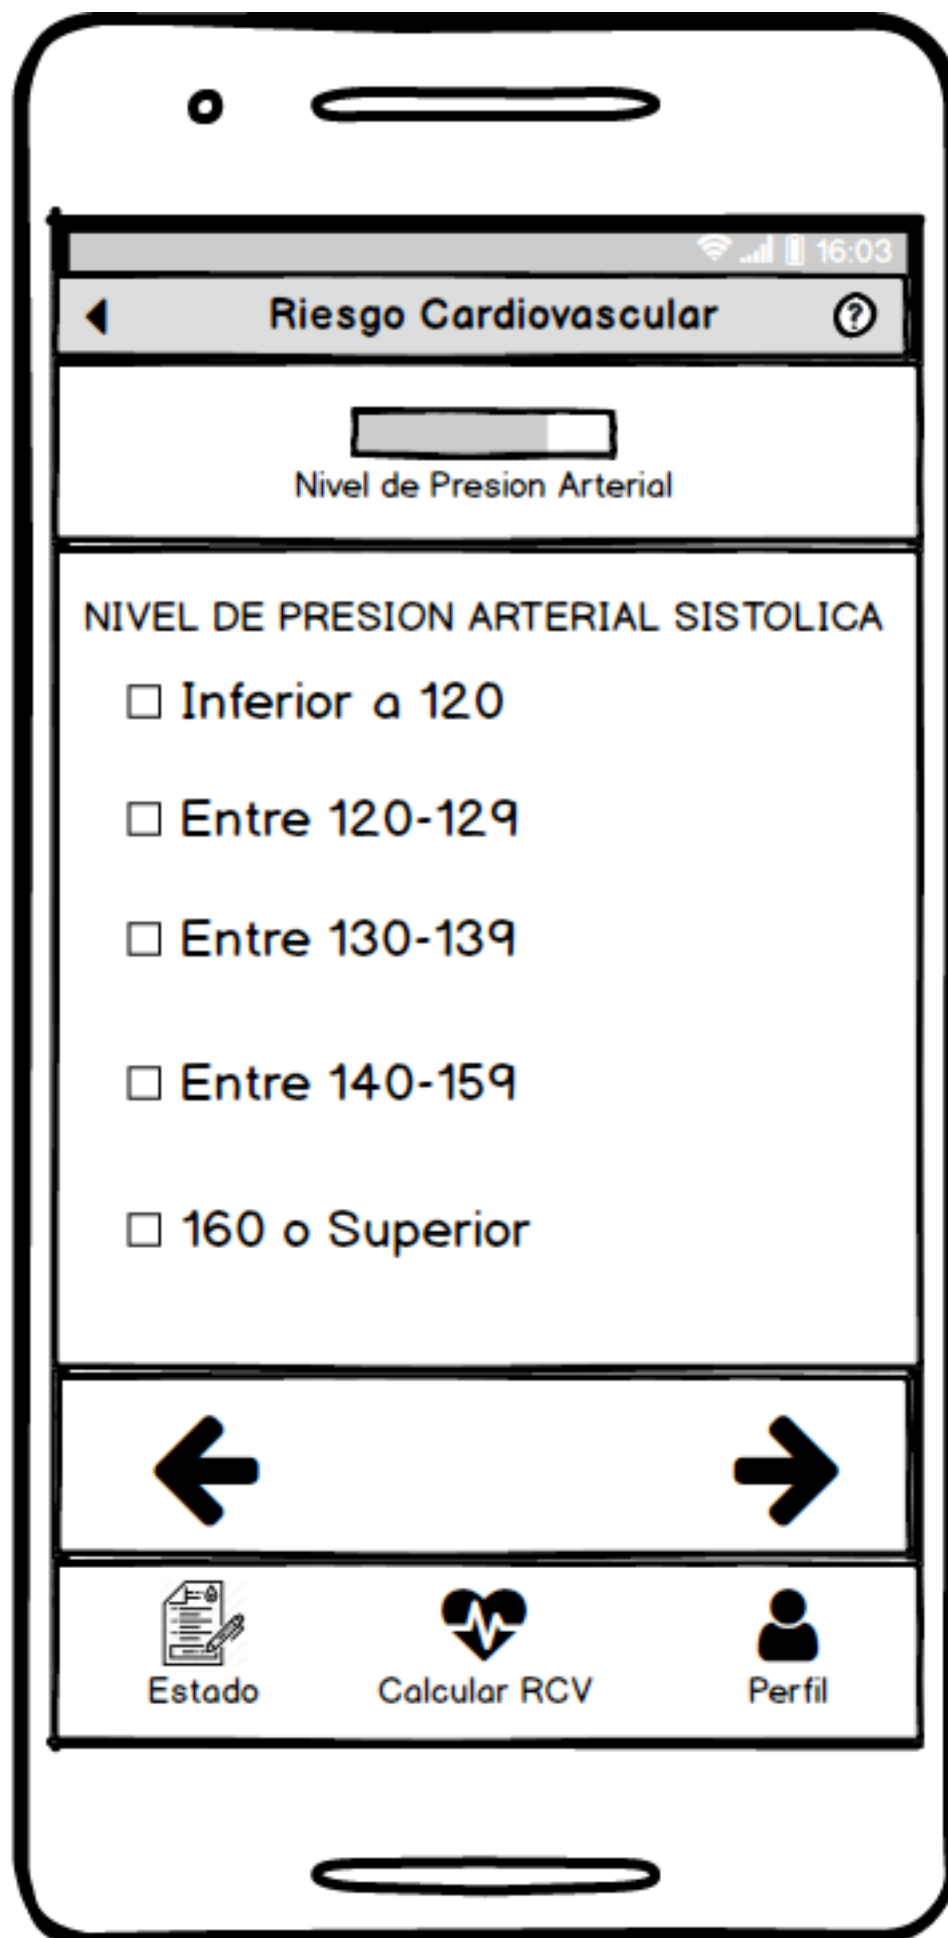 16:03
Riesgo Cardiovascular ?
Nivel de Presion Arterial
NIVEL DE PRESION ARTERIAL SISTOLICA
Inferior a 120
Entre 120-129
Entre 130-139
Entre 140-159
160 o Superior
Estado Calcular RCV Perfil